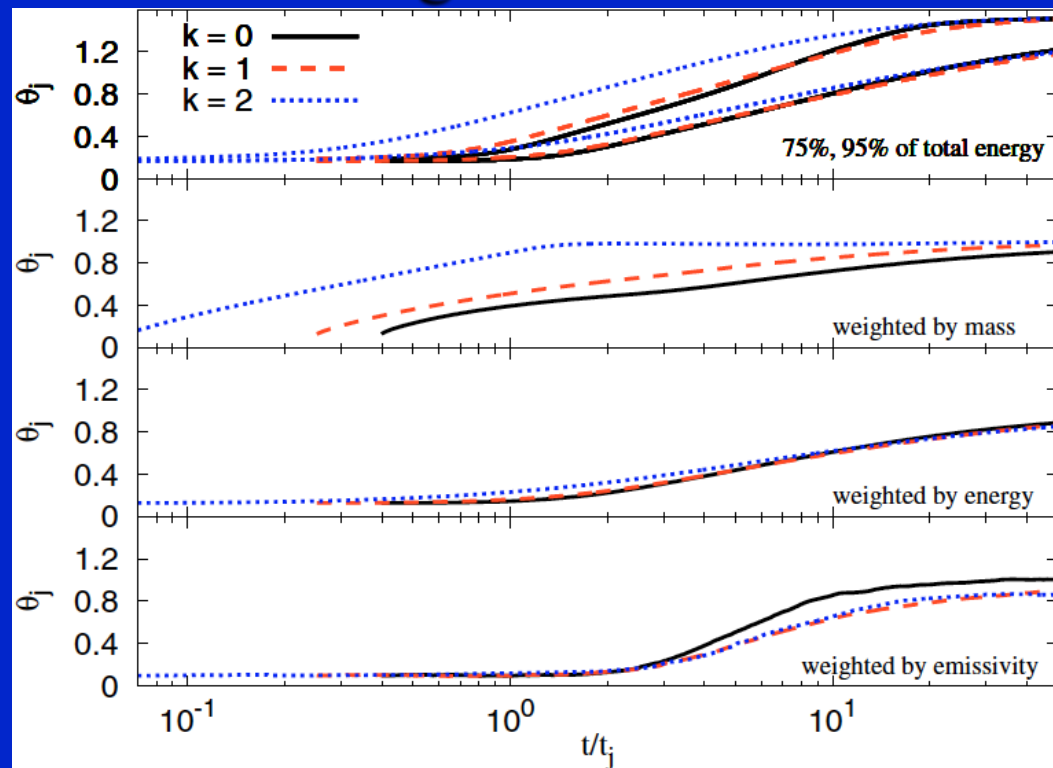 k = 0
k = 1
k = 2
θj
1.2
0.8
0.4
0
75%, 95% of total energy
θj
1.2
0.8
0.4
0
weighted by mass
θj
1.2
0.8
0.4
0
weighted by energy
θj
1.2
0.8
0.4
0
weighted by emissivity
10⁻¹ 10⁰ 10¹
t/tj